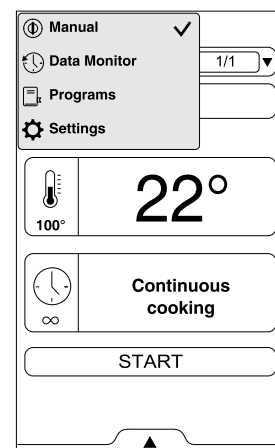 Manual
Data Monitor
1/1
Programs
Settings
22°
100°
Continuous
cooking
∞
START